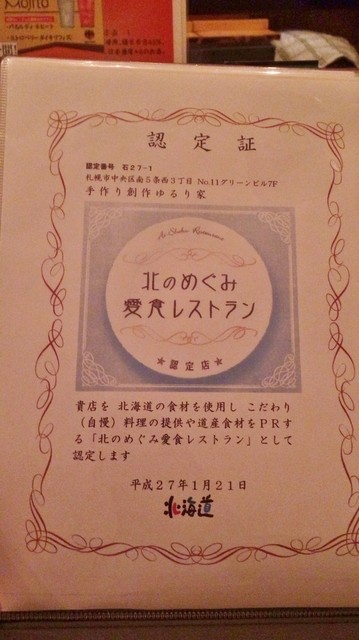 Mojito
認定証
認定番号 石27-1
札幌市中央区南5条西3丁目 No.11グリーンビル7F
手作り創作ゆるり家
北のめぐみ
愛食レストラン
★認定店★
貴店を 北海道の食材を使用し こだわり
(自慢)料理の提供や道産食材をPRす
る「北のめぐみ愛食レストラン」として
認定します
平成27年1月21日
北海道